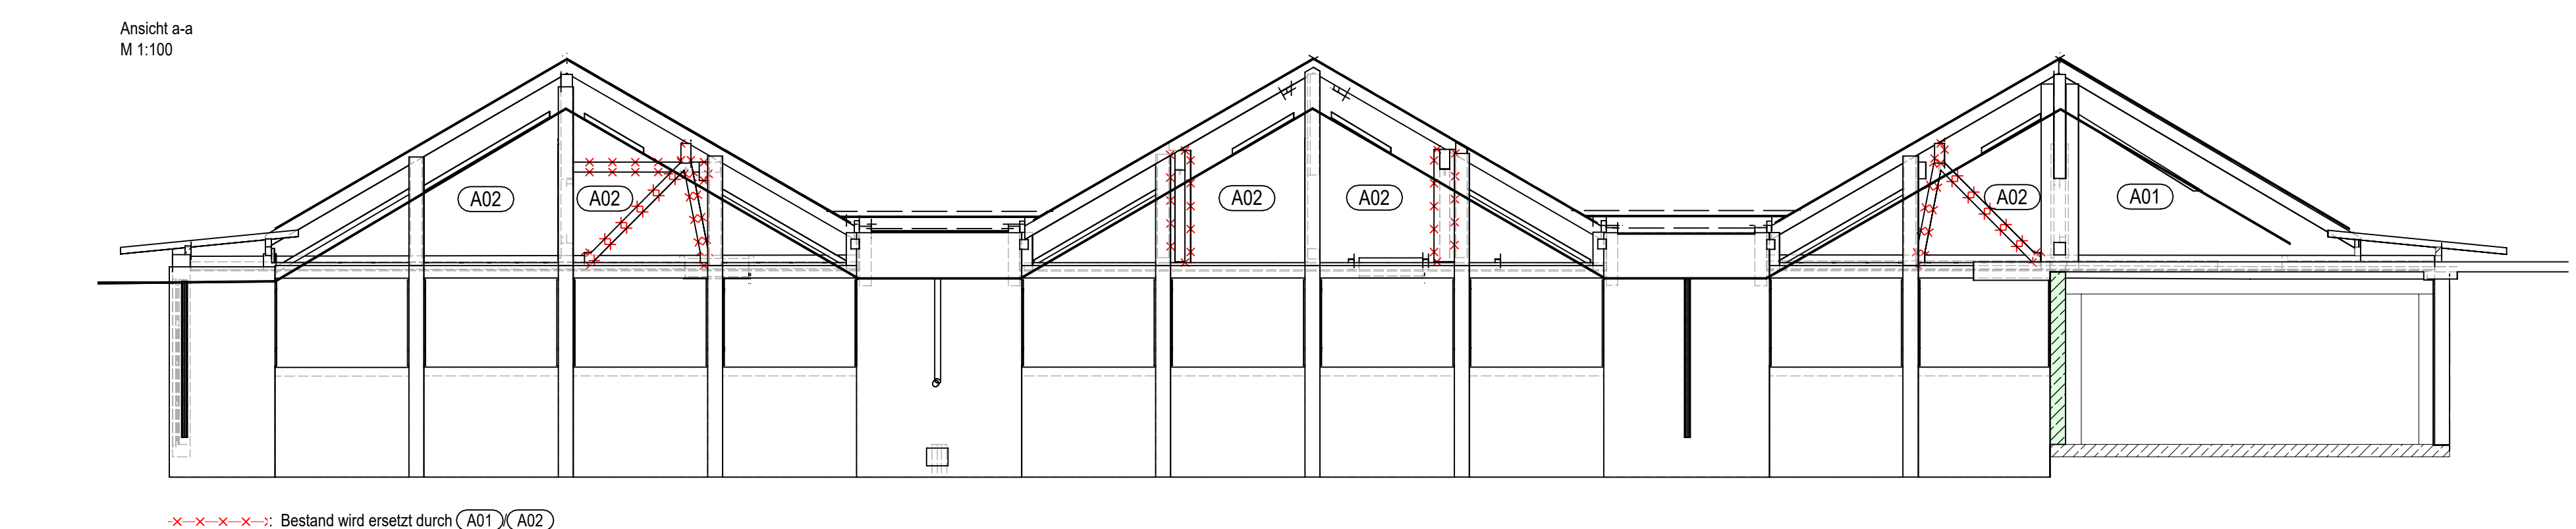 Ansicht a-a
M 1:100
A02 A02 A02 A02 A02 A01
: Bestand wird ersetzt durch A01 / A02